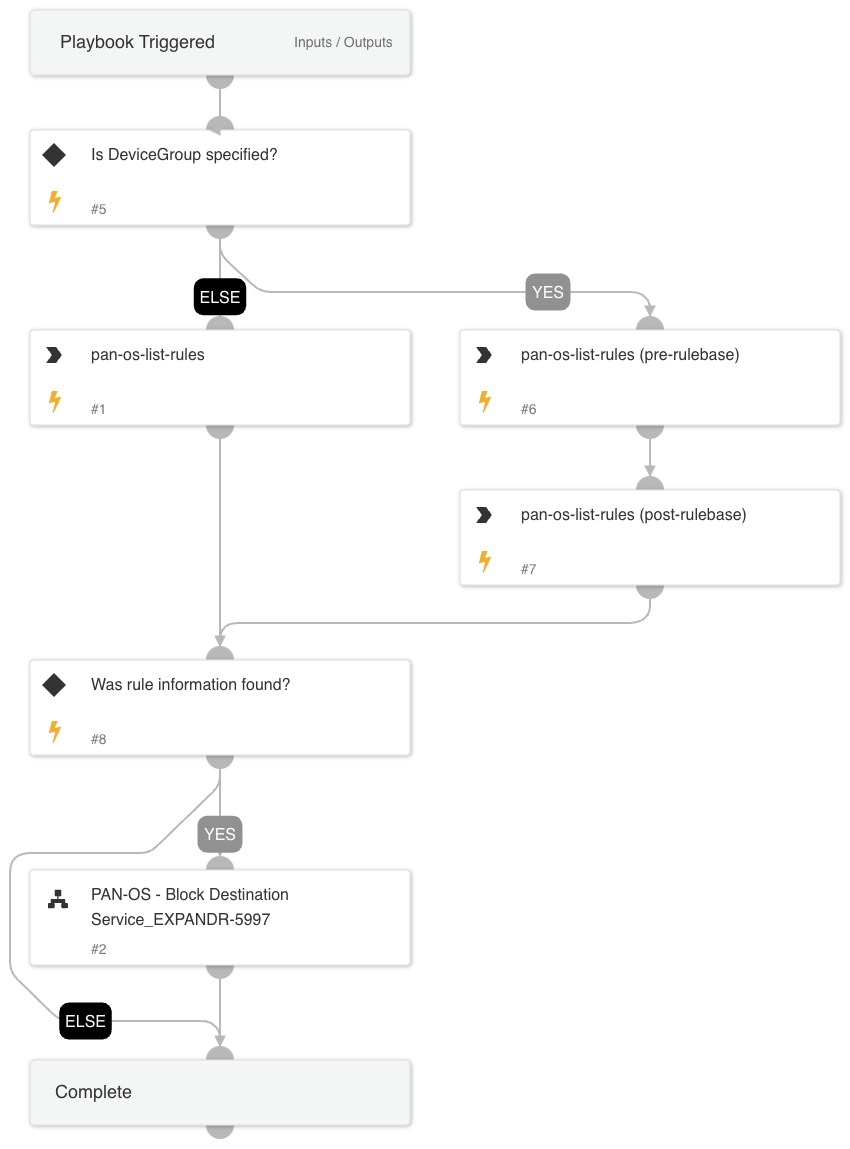 Playbook Triggered
Inputs / Outputs
Is DeviceGroup specified?
#5
ELSE
YES
pan-os-list-rules
#1
pan-os-list-rules (pre-rulebase)
#6
pan-os-list-rules (post-rulebase)
#7
Was rule information found?
#8
YES
PAN-OS - Block Destination
Service_EXPANDR-5997
#2
ELSE
Complete